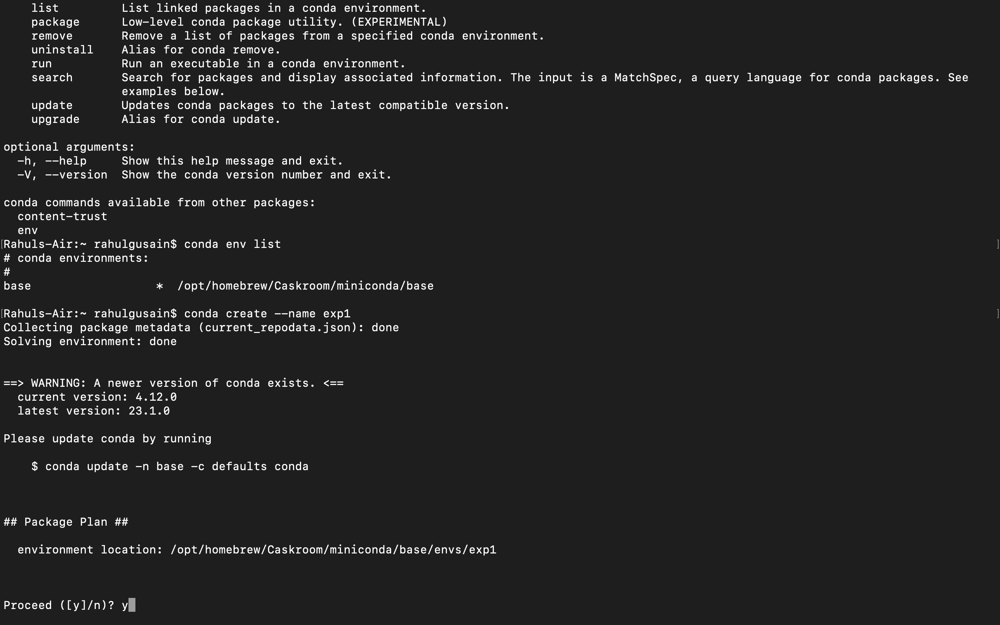 list         List linked packages in a conda environment.
package      Low-level conda package utility. (EXPERIMENTAL)
remove       Remove a list of packages from a specified conda environment.
uninstall    Alias for conda remove.
run          Run an executable in a conda environment.
search       Search for packages and display associated information. The input is a MatchSpec, a query language for conda packages. See
examples below.
update       Updates conda packages to the latest compatible version.
upgrade      Alias for conda update.
optional arguments:
-h, --help     Show this help message and exit.
-V, --version  Show the conda version number and exit.
conda commands available from other packages:
content-trust
env
[Rahuls-Air:~ rahulgusain$ conda env list ]
# conda environments:
#
base                  *  /opt/homebrew/Caskroom/miniconda/base
[Rahuls-Air:~ rahulgusain$ conda create --name exp1 ]
Collecting package metadata (current_repodata.json): done
Solving environment: done
==> WARNING: A newer version of conda exists. <==
current version: 4.12.0
latest version: 23.1.0
Please update conda by running
$ conda update -n base -c defaults conda
## Package Plan ##
environment location: /opt/homebrew/Caskroom/miniconda/base/envs/exp1
Proceed ([y]/n)? y